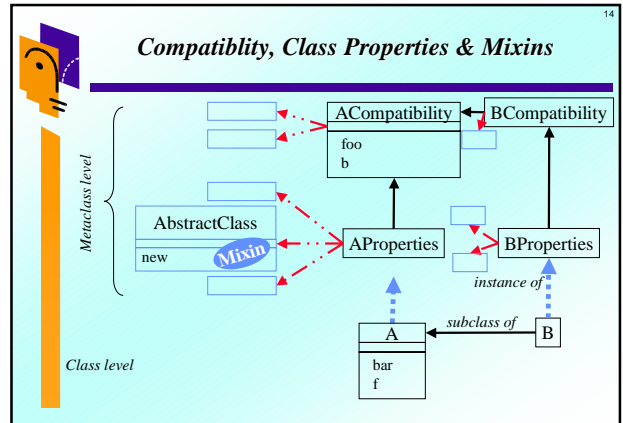 14
Compatiblity, Class Properties & Mixins
ACompatibility
BCompatibility
foo
b
Metaclass level
AbstractClass
new
Mixin
AProperties
BProperties
instance of
A
subclass of
B
bar
f
Class level